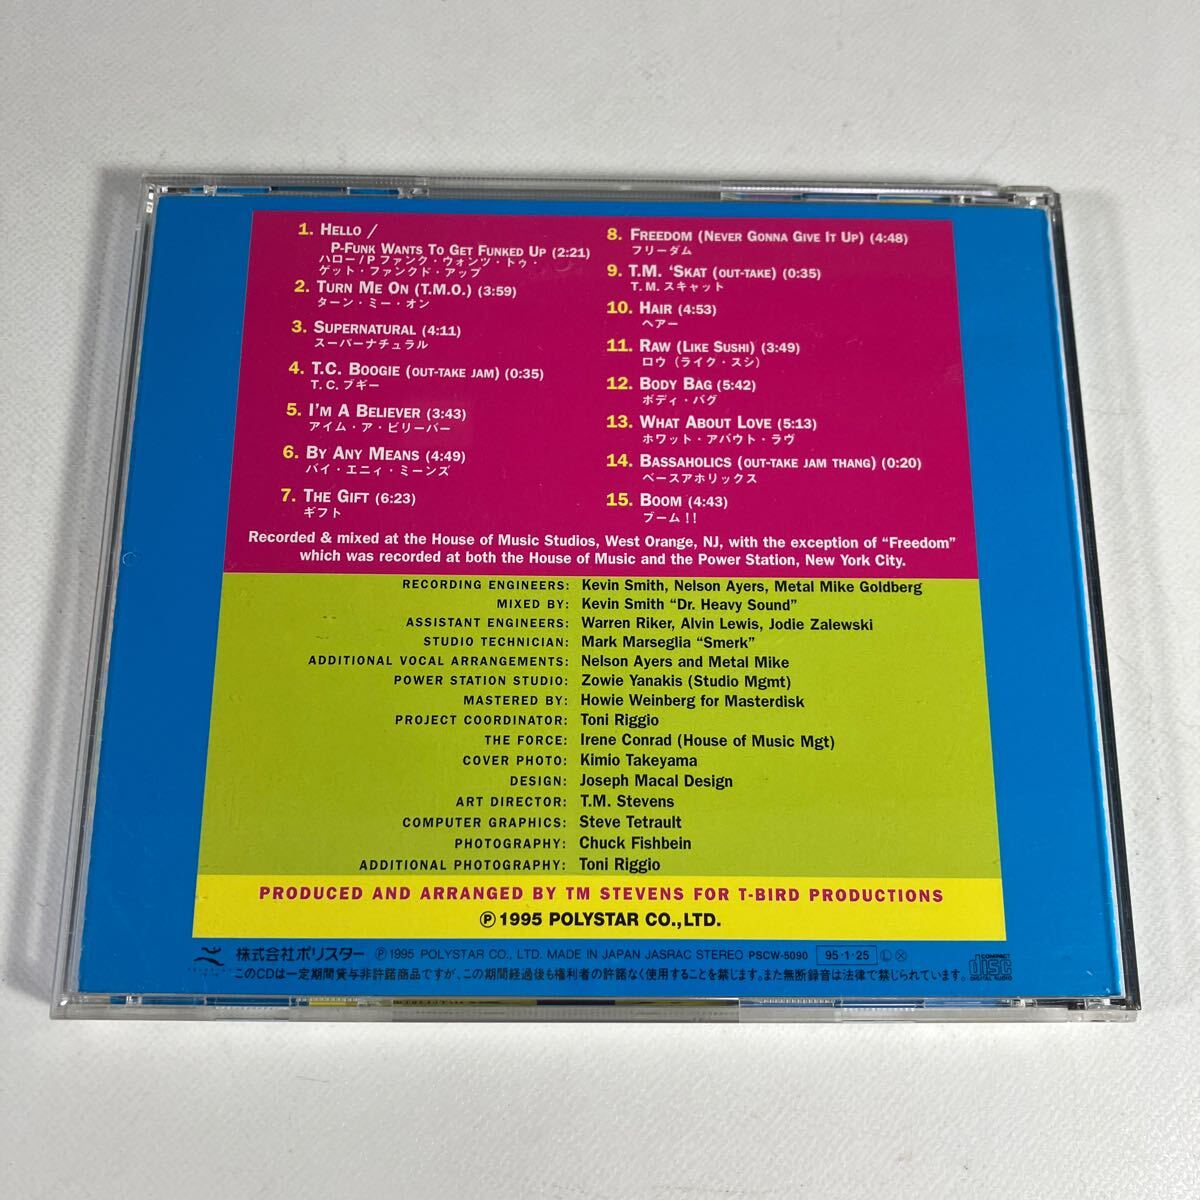 1. HELLO /
P-FUNK WANTS TO GET FUNKED UP (2:21)
ハロー/P ファンク・ウォンツ・トゥ・
ゲット・ファンクド・アップ
2. TURN ME ON (T.M.O.) (3:59)
ターン・ミー・オン
3. SUPERNATURAL (4:11)
スーパーナチュラル
4. T.C. BOOGIE (OUT-TAKE JAM) (0:35)
T.C.ブギー
5. I'M A BELIEVER (3:43)
アイム・ア・ビリーバー
6. BY ANY MEANS (4:49)
バイ・エニィ・ミーンズ
7. THE GIFT (6:23)
ギフト
8. FREEDOM (NEVER GONNA GIVE IT UP) (4:48)
フリーダム
9. T.M. 'SKAT (OUT-TAKE) (0:35)
T.M.スキャット
10. HAIR (4:53)
ヘアー
11. RAW (LIKE SUSHI) (3:49)
ロウ (ライク・スシ)
12. BODY BAG (5:42)
ボディ・バグ
13. WHAT ABOUT LOVE (5:13)
ホワット・アバウト・ラヴ
14. BASSAHOLICS (OUT-TAKE JAM THANG) (0:20)
ベースアホリックス
15. BOOM (4:43)
ブーム!!
Recorded & mixed at the House of Music Studios, West Orange, NJ, with the exception of "Freedom"
which was recorded at both the House of Music and the Power Station, New York City.
RECORDING ENGINEERS: Kevin Smith, Nelson Ayers, Metal Mike Goldberg
MIXED BY: Kevin Smith "Dr. Heavy Sound"
ASSISTANT ENGINEERS: Warren Riker, Alvin Lewis, Jodie Zalewski
STUDIO TECHNICIAN: Mark Marseglia "Smerk"
ADDITIONAL VOCAL ARRANGEMENTS: Nelson Ayers and Metal Mike
POWER STATION STUDIO: Zowie Yanakis (Studio Mgmt)
MASTERED BY: Howie Weinberg for Masterdisk
PROJECT COORDINATOR: Toni Riggio
THE FORCE: Irene Conrad (House of Music Mgt)
COVER PHOTO: Kimio Takeyama
DESIGN: Joseph Macal Design
ART DIRECTOR: T.M. Stevens
COMPUTER GRAPHICS: Steve Tetrault
PHOTOGRAPHY: Chuck Fishbein
ADDITIONAL PHOTOGRAPHY: Toni Riggio
PRODUCED AND ARRANGED BY TM STEVENS FOR T-BIRD PRODUCTIONS
Ⓟ 1995 POLYSTAR CO.,LTD.
株式会社ポリスター Ⓟ1995 POLYSTAR CO., LTD. MADE IN JAPAN JASRAC STEREO PSCW-5090 95・1・25 Ⓛ Ⓧ
このCDは一定期間貸与非許諾商品ですが、この期間経過後も権利者の許諾なく使用することを禁じます。また無断録音は法律で禁じられています。
COMPACT
disc
DIGITAL AUDIO